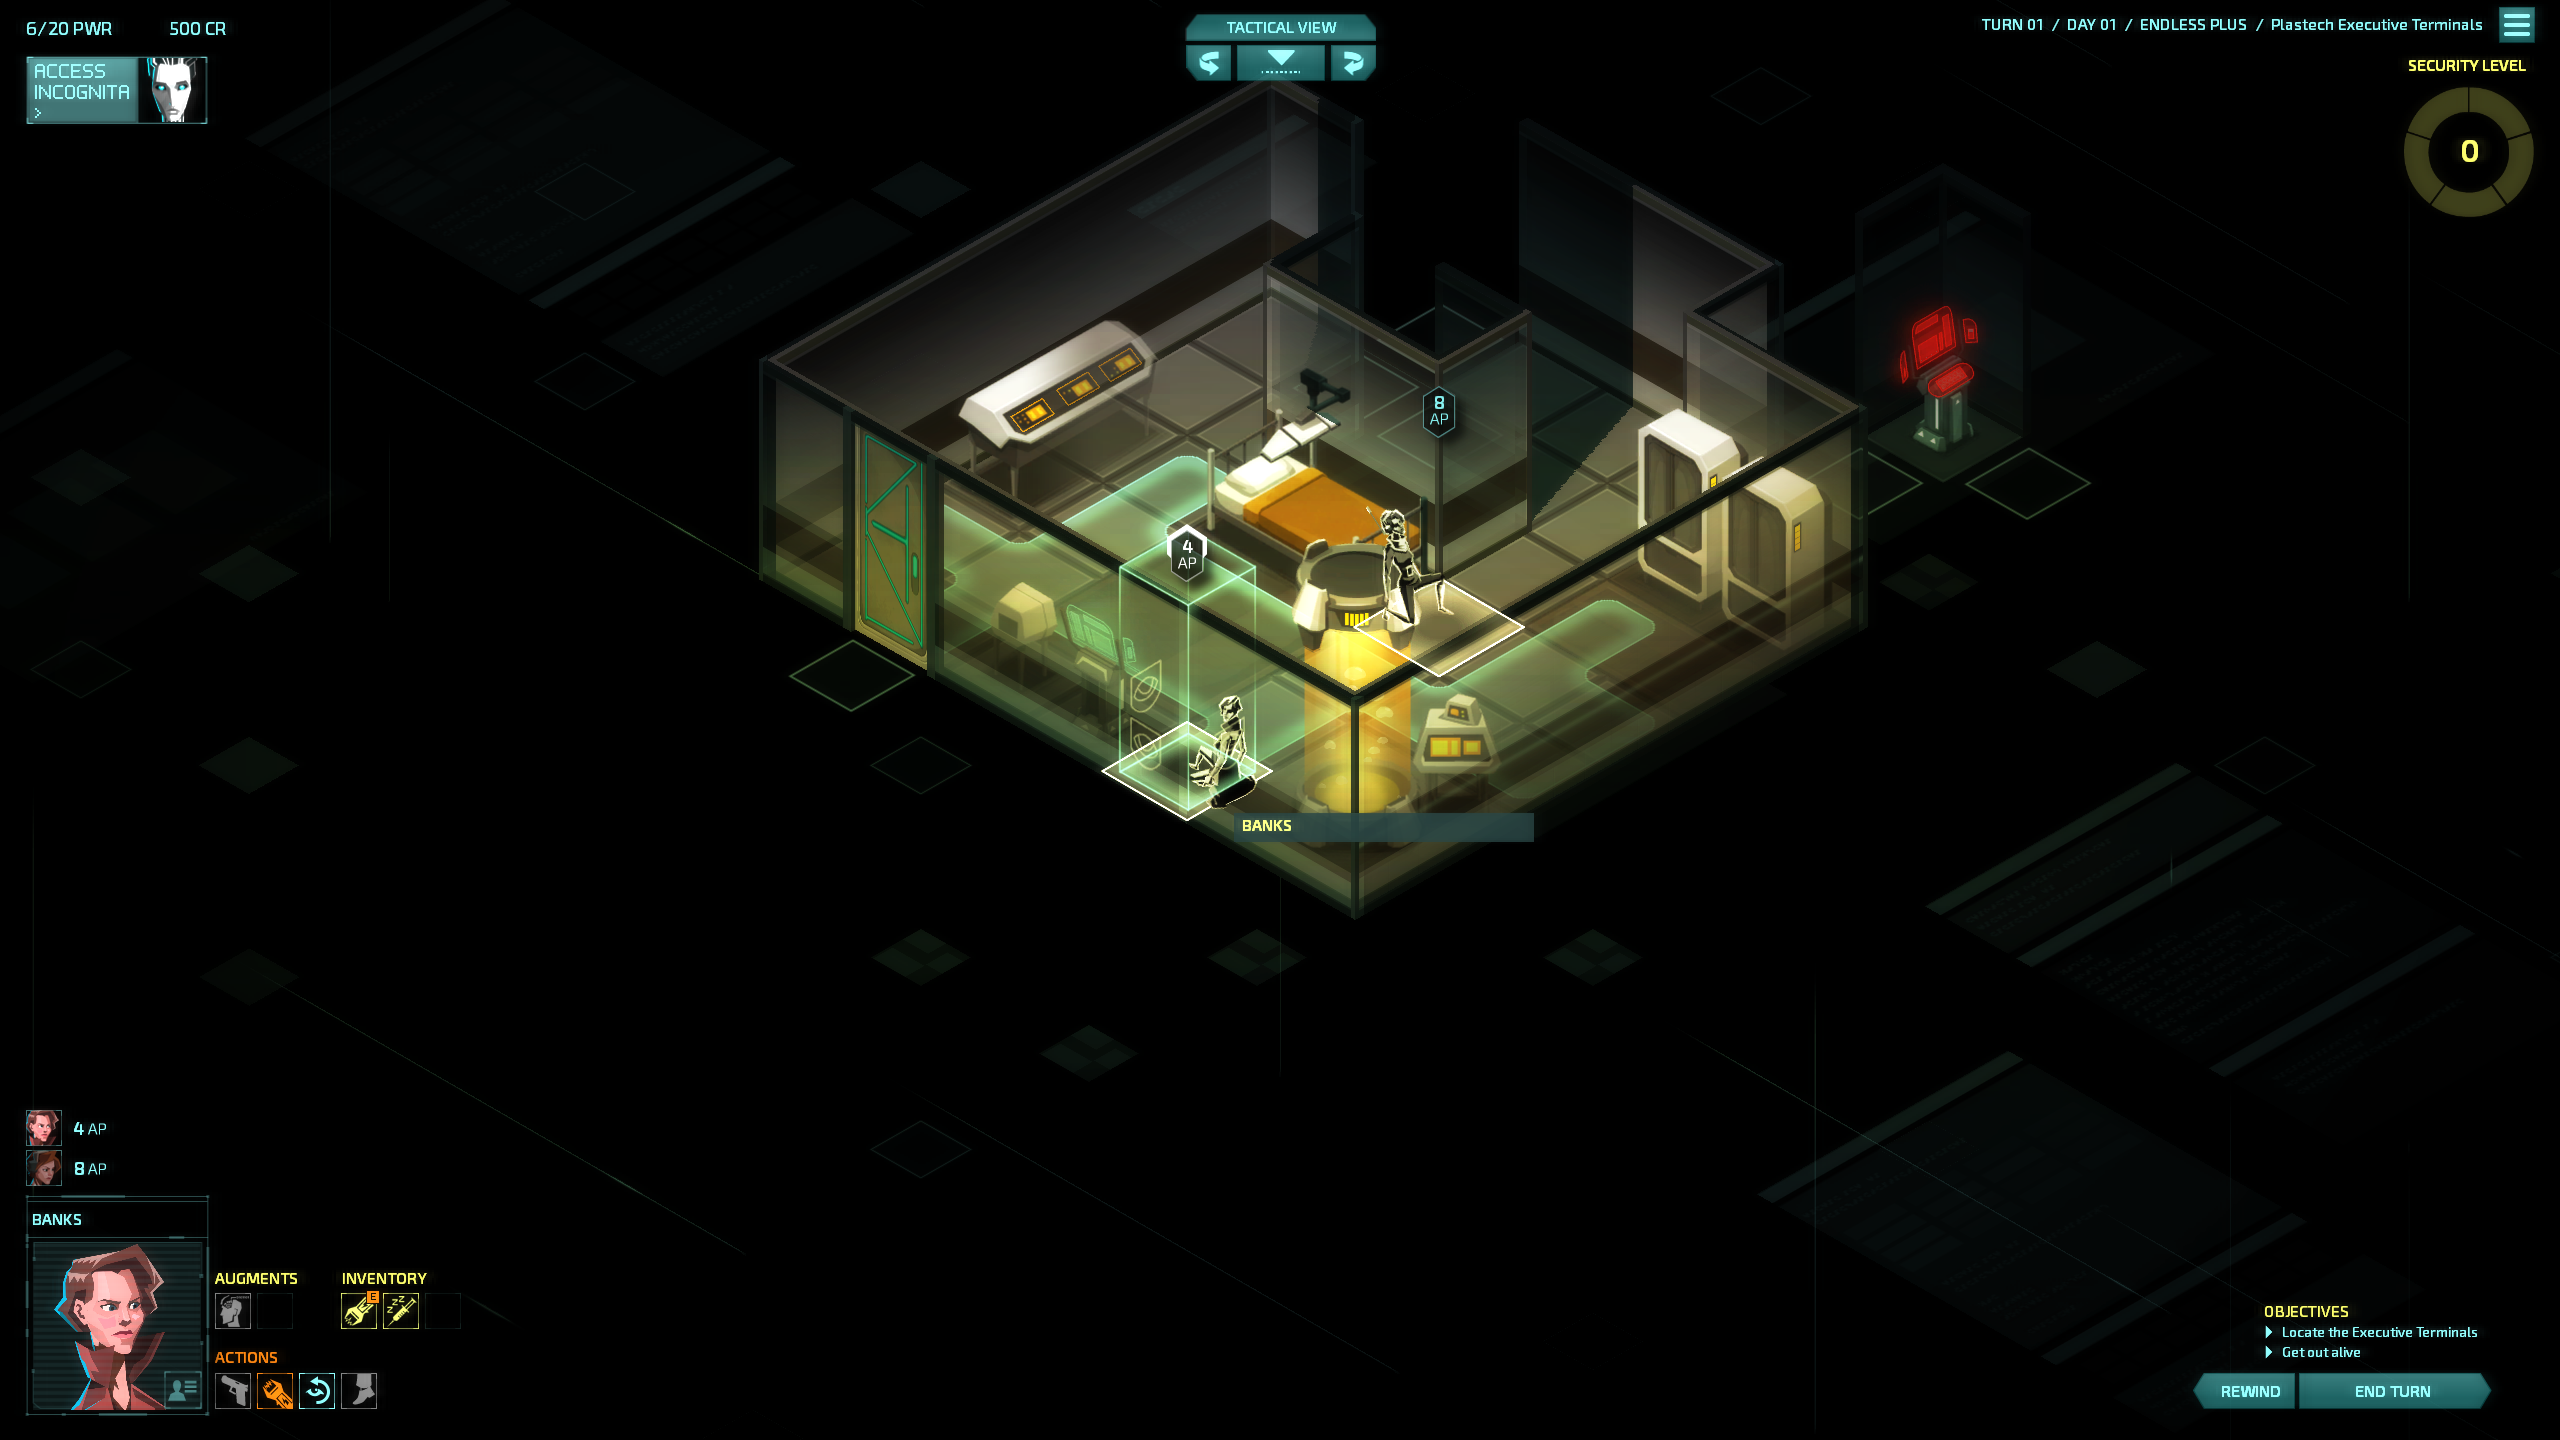 6/20 PWR
500 CR
ACCESS
INCOGNITA
>
TACTICAL VIEW
TURN 01 / DAY 01 / ENDLESS PLUS / Plastech Executive Terminals
SECURITY LEVEL
0
8
AP
4
AP
BANKS
4 AP
8 AP
BANKS
AUGMENTS
INVENTORY
E
zzz
ACTIONS
OBJECTIVES
Locate the Executive Terminals
Get out alive
REWIND
END TURN